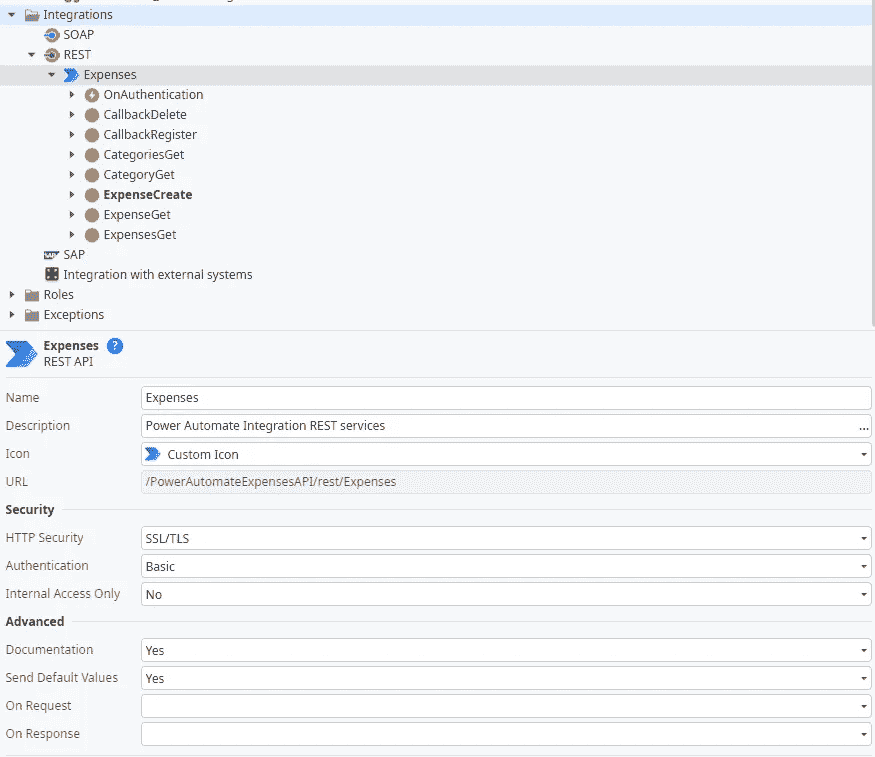 Integrations
SOAP
REST
Expenses
OnAuthentication
CallbackDelete
CallbackRegister
CategoriesGet
CategoryGet
ExpenseCreate
ExpenseGet
ExpensesGet
SAP SAP
Integration with external systems
Roles
Exceptions
Expenses ?
REST API
Name Expenses
Description Power Automate Integration REST services ...
Icon Custom Icon
URL /PowerAutomateExpensesAPI/rest/Expenses
Security
HTTP Security SSL/TLS
Authentication Basic
Internal Access Only No
Advanced
Documentation Yes
Send Default Values Yes
On Request
On Response